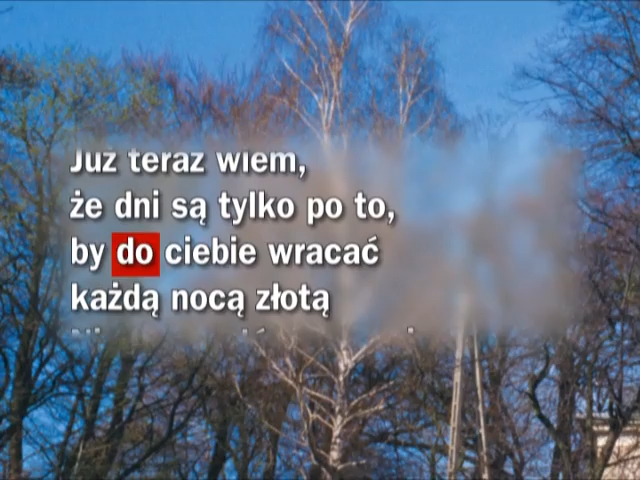 Już teraz wiem,
że dni są tylko po to,
by do ciebie wracać
każdą nocą złotą